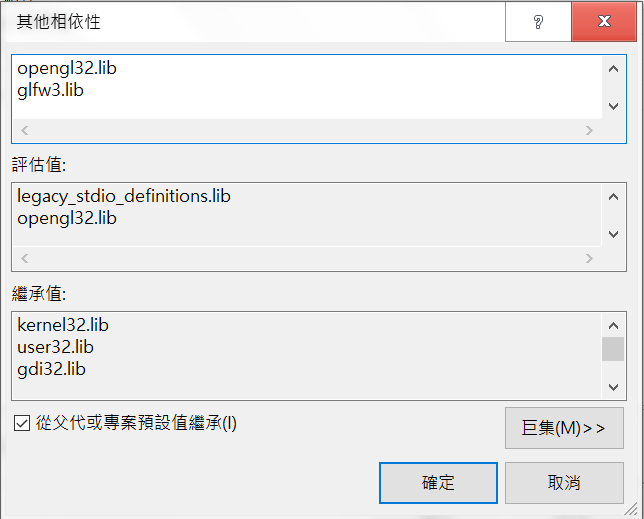 其他相依性
opengl32.lib
glfw3.lib
評估值:
legacy_stdio_definitions.lib
opengl32.lib
繼承值:
kernel32.lib
user32.lib
gdi32.lib
從父代或專案預設值繼承(I)
巨集(M)>>
確定
取消